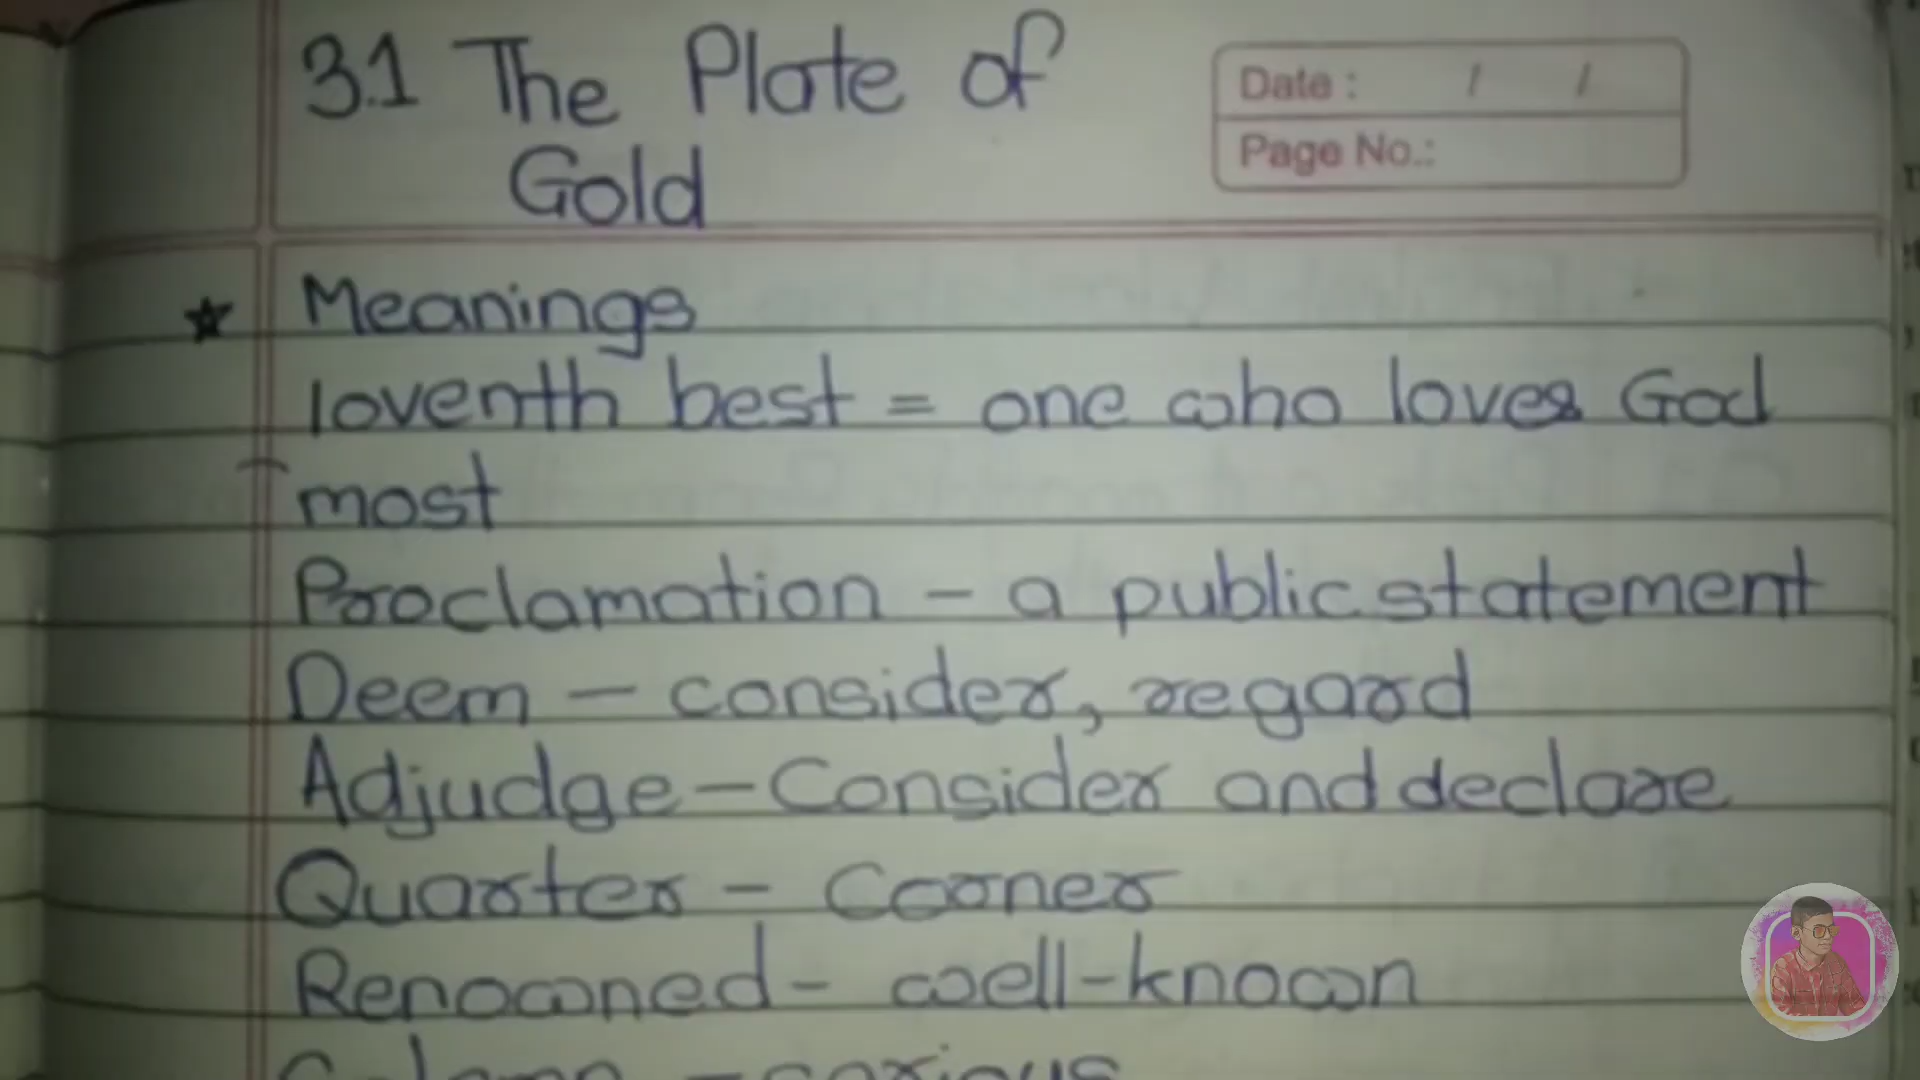 3.1 The Plate of
Gold
Date : / /
Page No.:
Meanings
loventh best = one who loves God
most
Proclamation - a public statement
Deem - consider, regard
Adjudge - Consider and declare
Quarter - Corner
Renowned - well-known